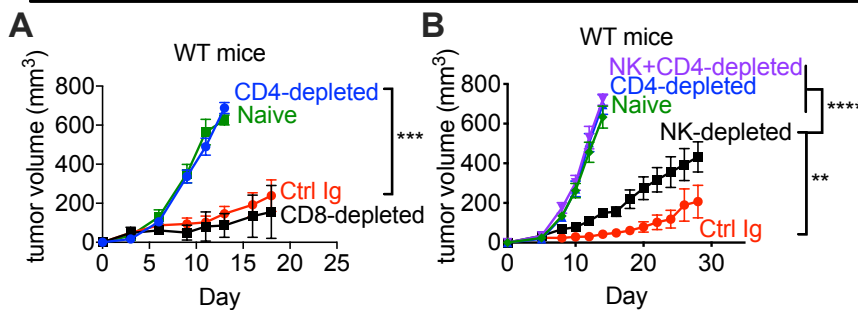 A
WT mice
tumor volume (mm³)
800
600
400
200
0
0 5 10 15 20 25
Day
CD4-depleted
Naive
***
Ctrl Ig
CD8-depleted
B
WT mice
tumor volume (mm³)
800
600
400
200
0
0 10 20 30
Day
NK+CD4-depleted
CD4-depleted
Naive
NK-depleted
****
**
Ctrl Ig